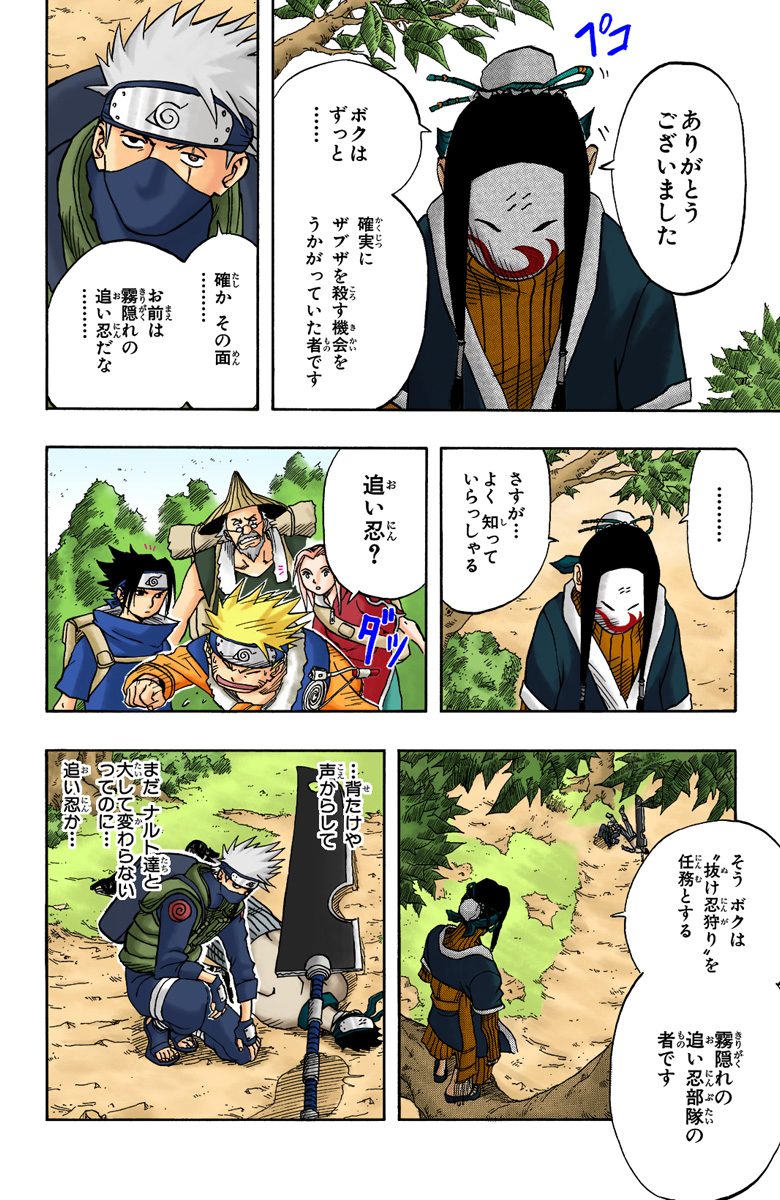 ありがとう
ございました
ペコ
ボクは
ずっと
……
確実に
ザブザを殺す機会を
うかがっていた者です
確か その面
………
お前は
霧隠れの
追い忍だな
………
さすが…
よく知って
いらっしゃる
追い忍?
ダッ
そう ボクは
〝抜け忍狩り〟を
任務とする
霧隠れの
追い忍部隊の
者です
…背たけや
声からして
まだ ナルト達と
大して変わらない
ってのに…
追い忍か…